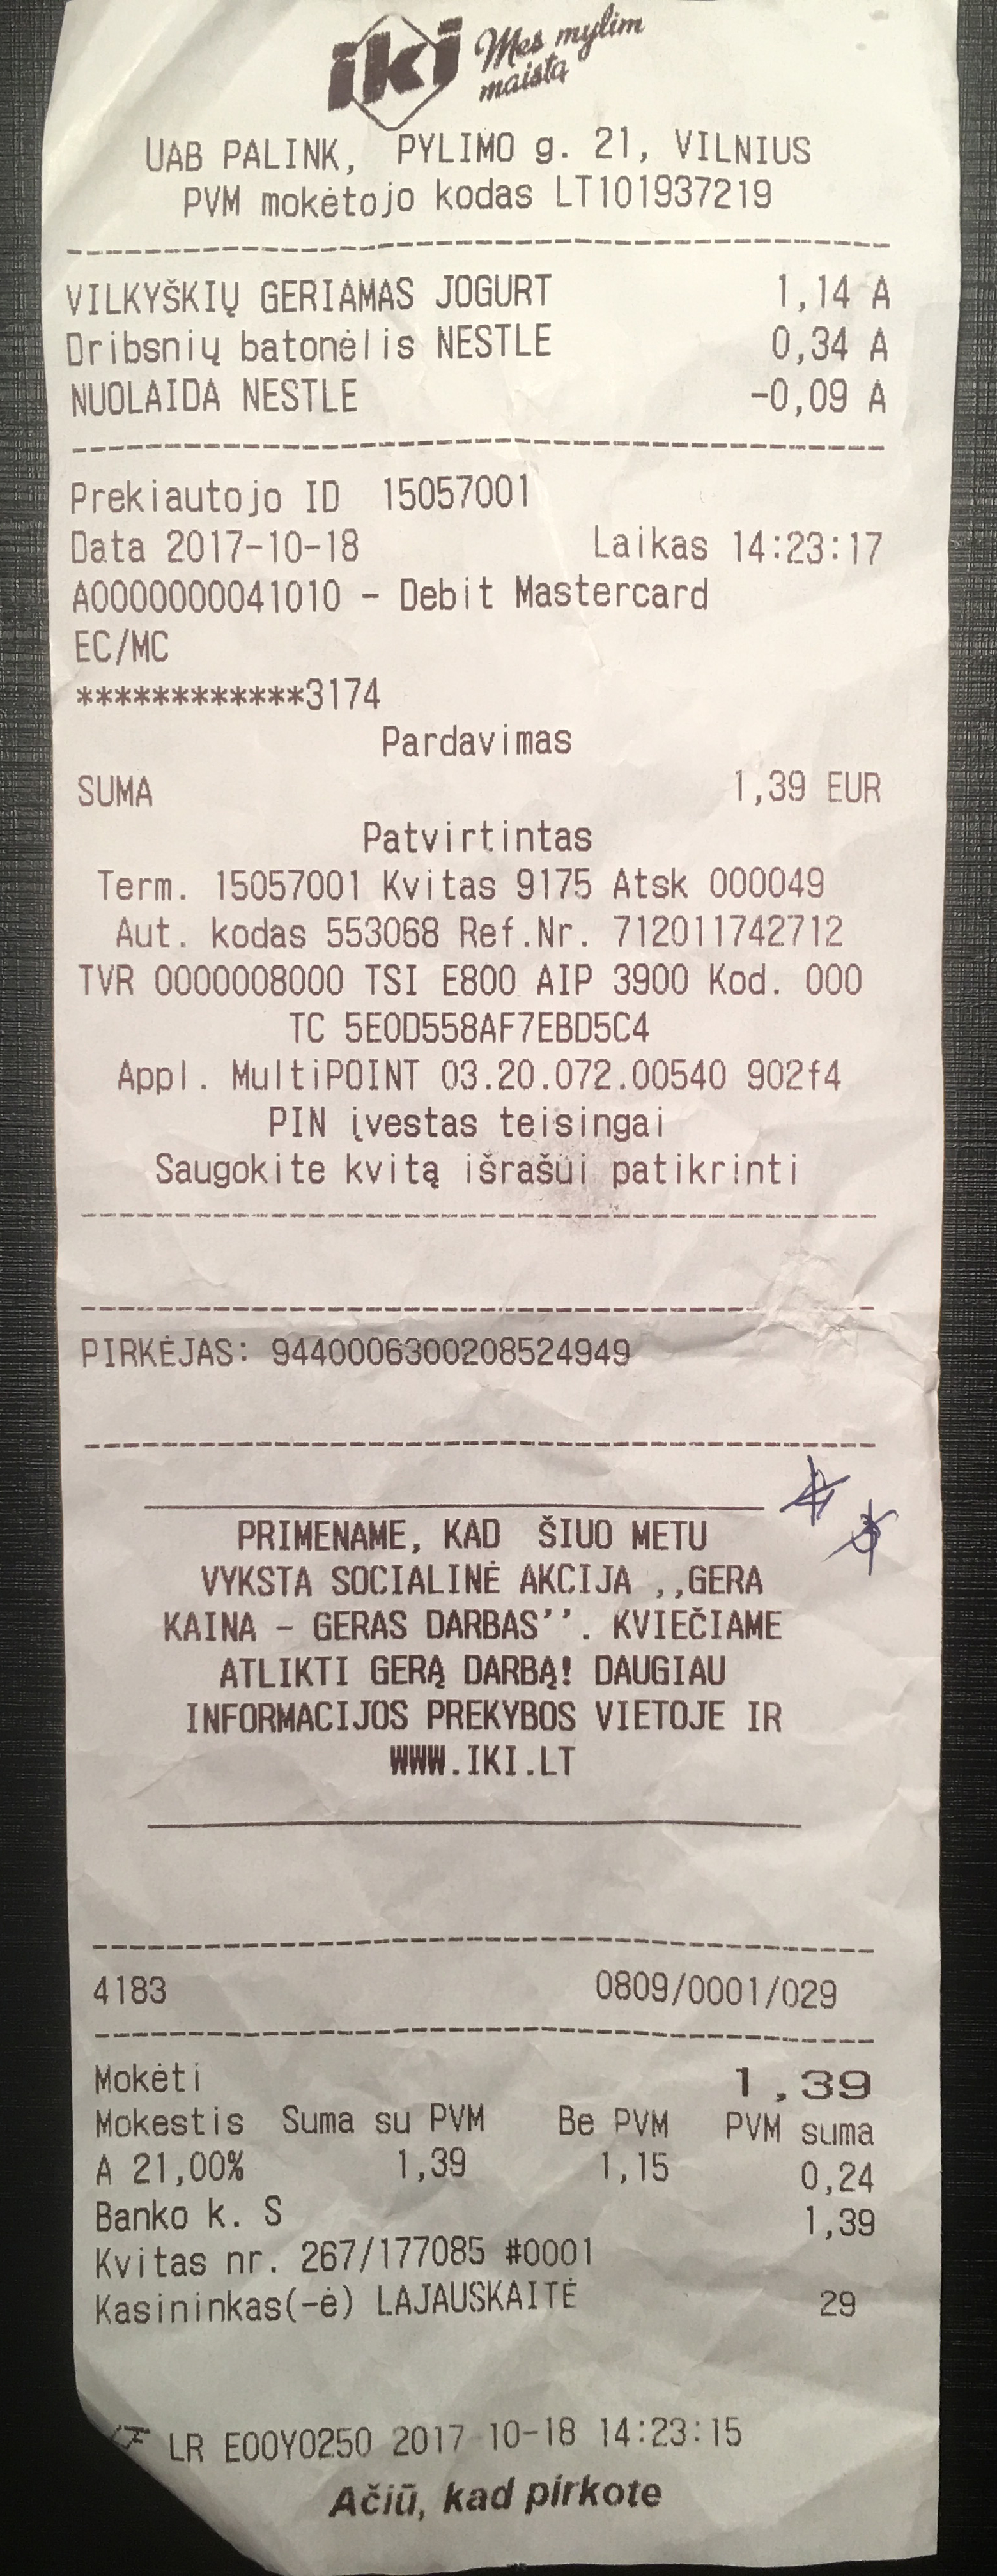 iki Mes mylim
maistą
UAB PALINK, PYLIMO g. 21, VILNIUS
PVM mokėtojo kodas LT101937219
VILKYŠKIŲ GERIAMAS JOGURT 1,14 A
Dribsnių batonėlis NESTLE 0,34 A
NUOLAIDA NESTLE -0,09 A
Prekiautojo ID 15057001
Data 2017-10-18 Laikas 14:23:17
A0000000041010 - Debit Mastercard
EC/MC
************3174
Pardavimas
SUMA 1,39 EUR
Patvirtintas
Term. 15057001 Kvitas 9175 Atsk 000049
Aut. kodas 553068 Ref.Nr. 712011742712
TVR 0000008000 TSI E800 AIP 3900 Kod. 000
TC 5E0D558AF7EBD5C4
Appl. MultiPOINT 03.20.072.00540 902f4
PIN įvestas teisingai
Saugokite kvitą išrašui patikrinti
PIRKĖJAS: 9440006300208524949
PRIMENAME, KAD ŠIUO METU
VYKSTA SOCIALINĖ AKCIJA ,,GERA
KAINA - GERAS DARBAS''. KVIEČIAME
ATLIKTI GERĄ DARBĄ! DAUGIAU
INFORMACIJOS PREKYBOS VIETOJE IR
WWW.IKI.LT
4183 0809/0001/029
Mokėti 1,39
Mokestis Suma su PVM Be PVM PVM suma
A 21,00% 1,39 1,15 0,24
Banko k. S 1,39
Kvitas nr. 267/177085 #0001
Kasininkas(-ė) LAJAUSKAITĖ 29
LR E00Y0250 2017-10-18 14:23:15
Ačiū, kad pirkote